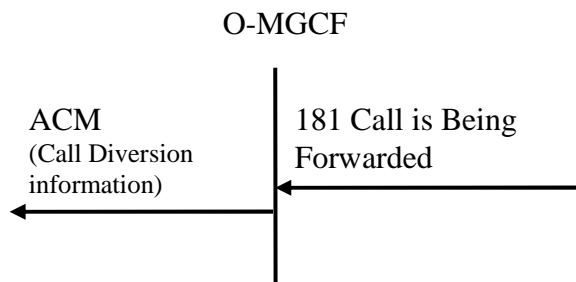 O-MGCF
ACM
(Call Diversion
information)
181 Call is Being
Forwarded